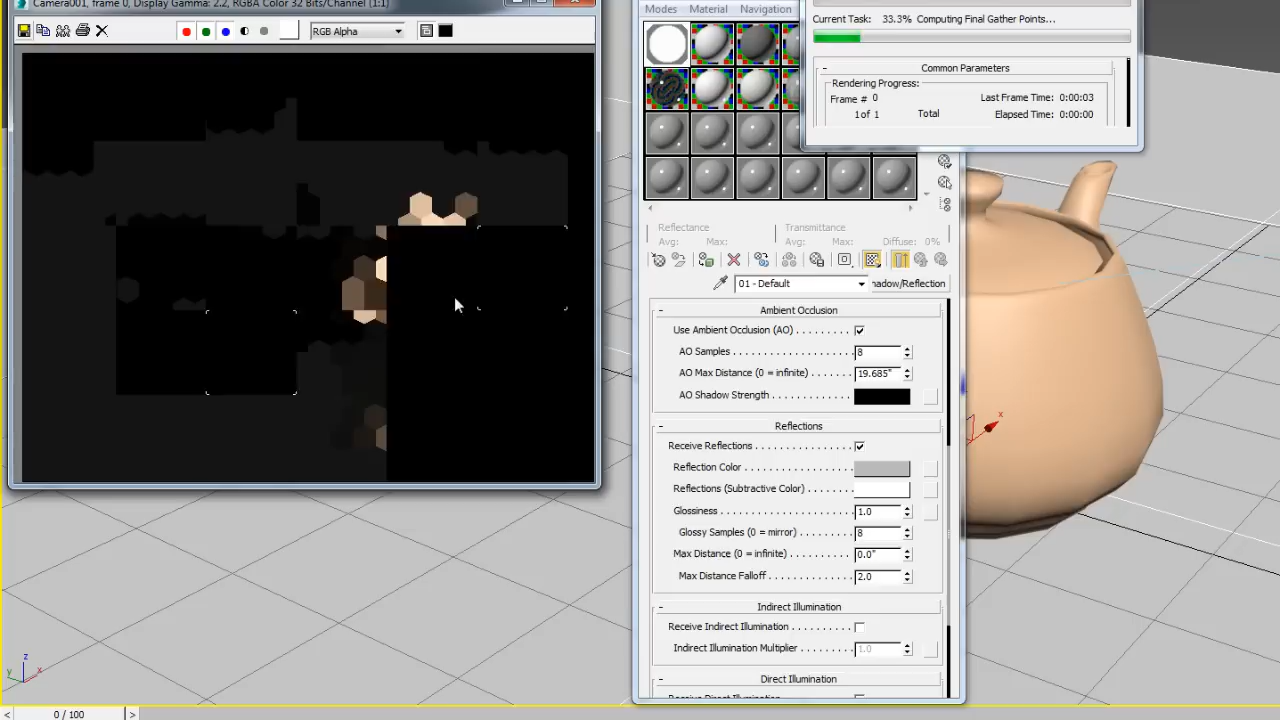 Camera001, frame 0, Display Gamma: 2.2, RGBA Color 32 Bits/Channel (1:1)
RGB Alpha
Modes Material Navigation
Current Task: 33.3% Computing Final Gather Points...
- Common Parameters
Rendering Progress:
Frame # 0 Last Frame Time: 0:00:03
1 of 1 Total Elapsed Time: 0:00:00
Reflectance Transmittance
Avg: Max: Avg: Max: Diffuse: 0%
01 - Default hadow/Reflection
- Ambient Occlusion
Use Ambient Occlusion (AO) . . . . . . . . .
AO Samples . . . . . . . . . . . . . . . . . . . 8
AO Max Distance (0 = infinite) . . . . . . . 19.685"
AO Shadow Strength . . . . . . . . . . . . .
- Reflections
Receive Reflections . . . . . . . . . . . . . . .
Reflection Color . . . . . . . . . . . . . . . . .
Reflections (Subtractive Color) . . . . . . . .
Glossiness . . . . . . . . . . . . . . . . . . . . . 1.0
Glossy Samples (0 = mirror) . . . . . . . . . 8
Max Distance (0 = infinite) . . . . . . . . . . 0.0"
Max Distance Falloff . . . . . . . . . . . . . 2.0
- Indirect Illumination
Receive Indirect Illumination . . . . . . . . .
Indirect Illumination Multiplier . . . . . . . . 1.0
- Direct Illumination
x
z
y x
< 0 / 100 >